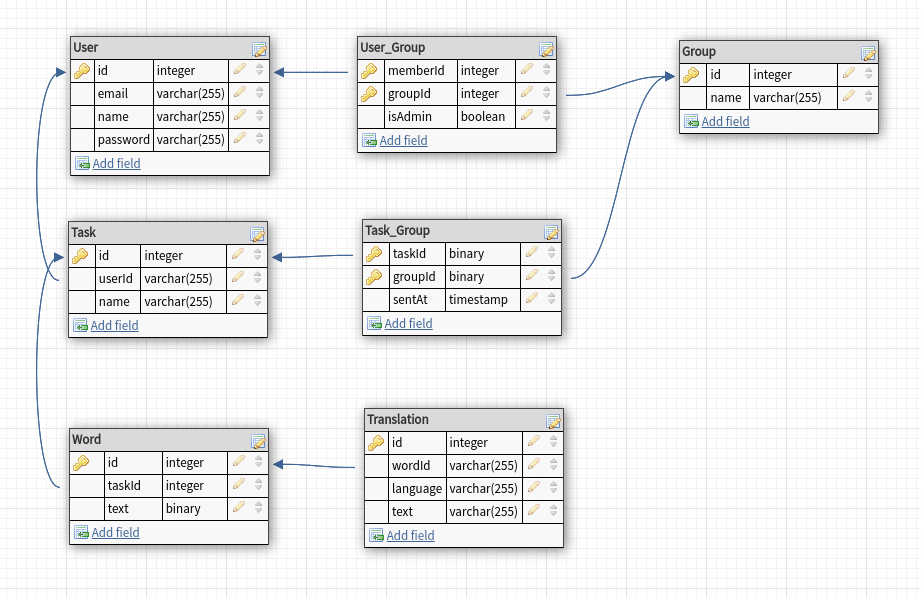 User
id integer
email varchar(255)
name varchar(255)
password varchar(255)
Add field
User_Group
memberId integer
groupId integer
isAdmin boolean
Add field
Group
id integer
name varchar(255)
Add field
Task
id integer
userId varchar(255)
name varchar(255)
Add field
Task_Group
taskId binary
groupId binary
sentAt timestamp
Add field
Word
id integer
taskId integer
text binary
Add field
Translation
id integer
wordId varchar(255)
language varchar(255)
text varchar(255)
Add field